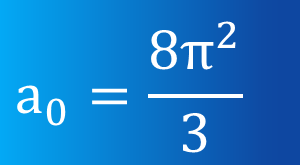 a₀ = 8π² / 3